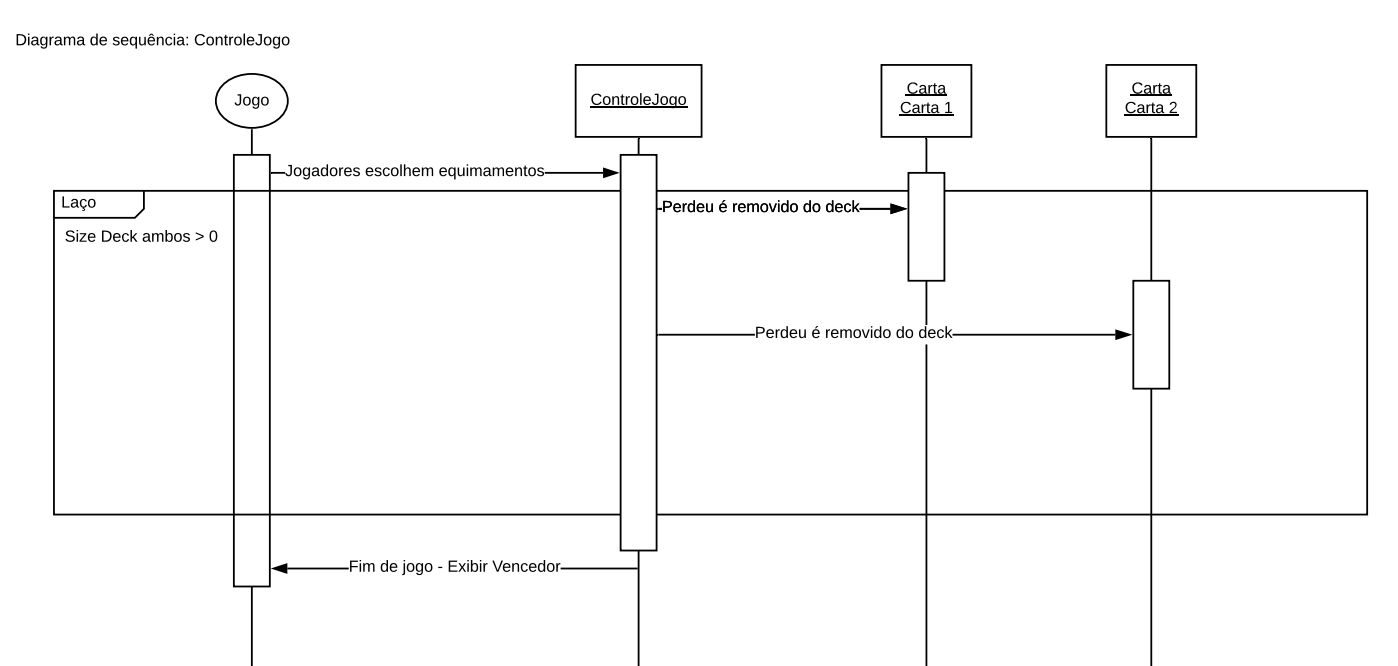 Diagrama de sequência: ControleJogo
Jogo
ControleJogo
Carta
Carta 1
Carta
Carta 2
Jogadores escolhem equimamentos
Laço
Perdeu é removido do deck
Size Deck ambos > 0
Perdeu é removido do deck
Fim de jogo - Exibir Vencedor